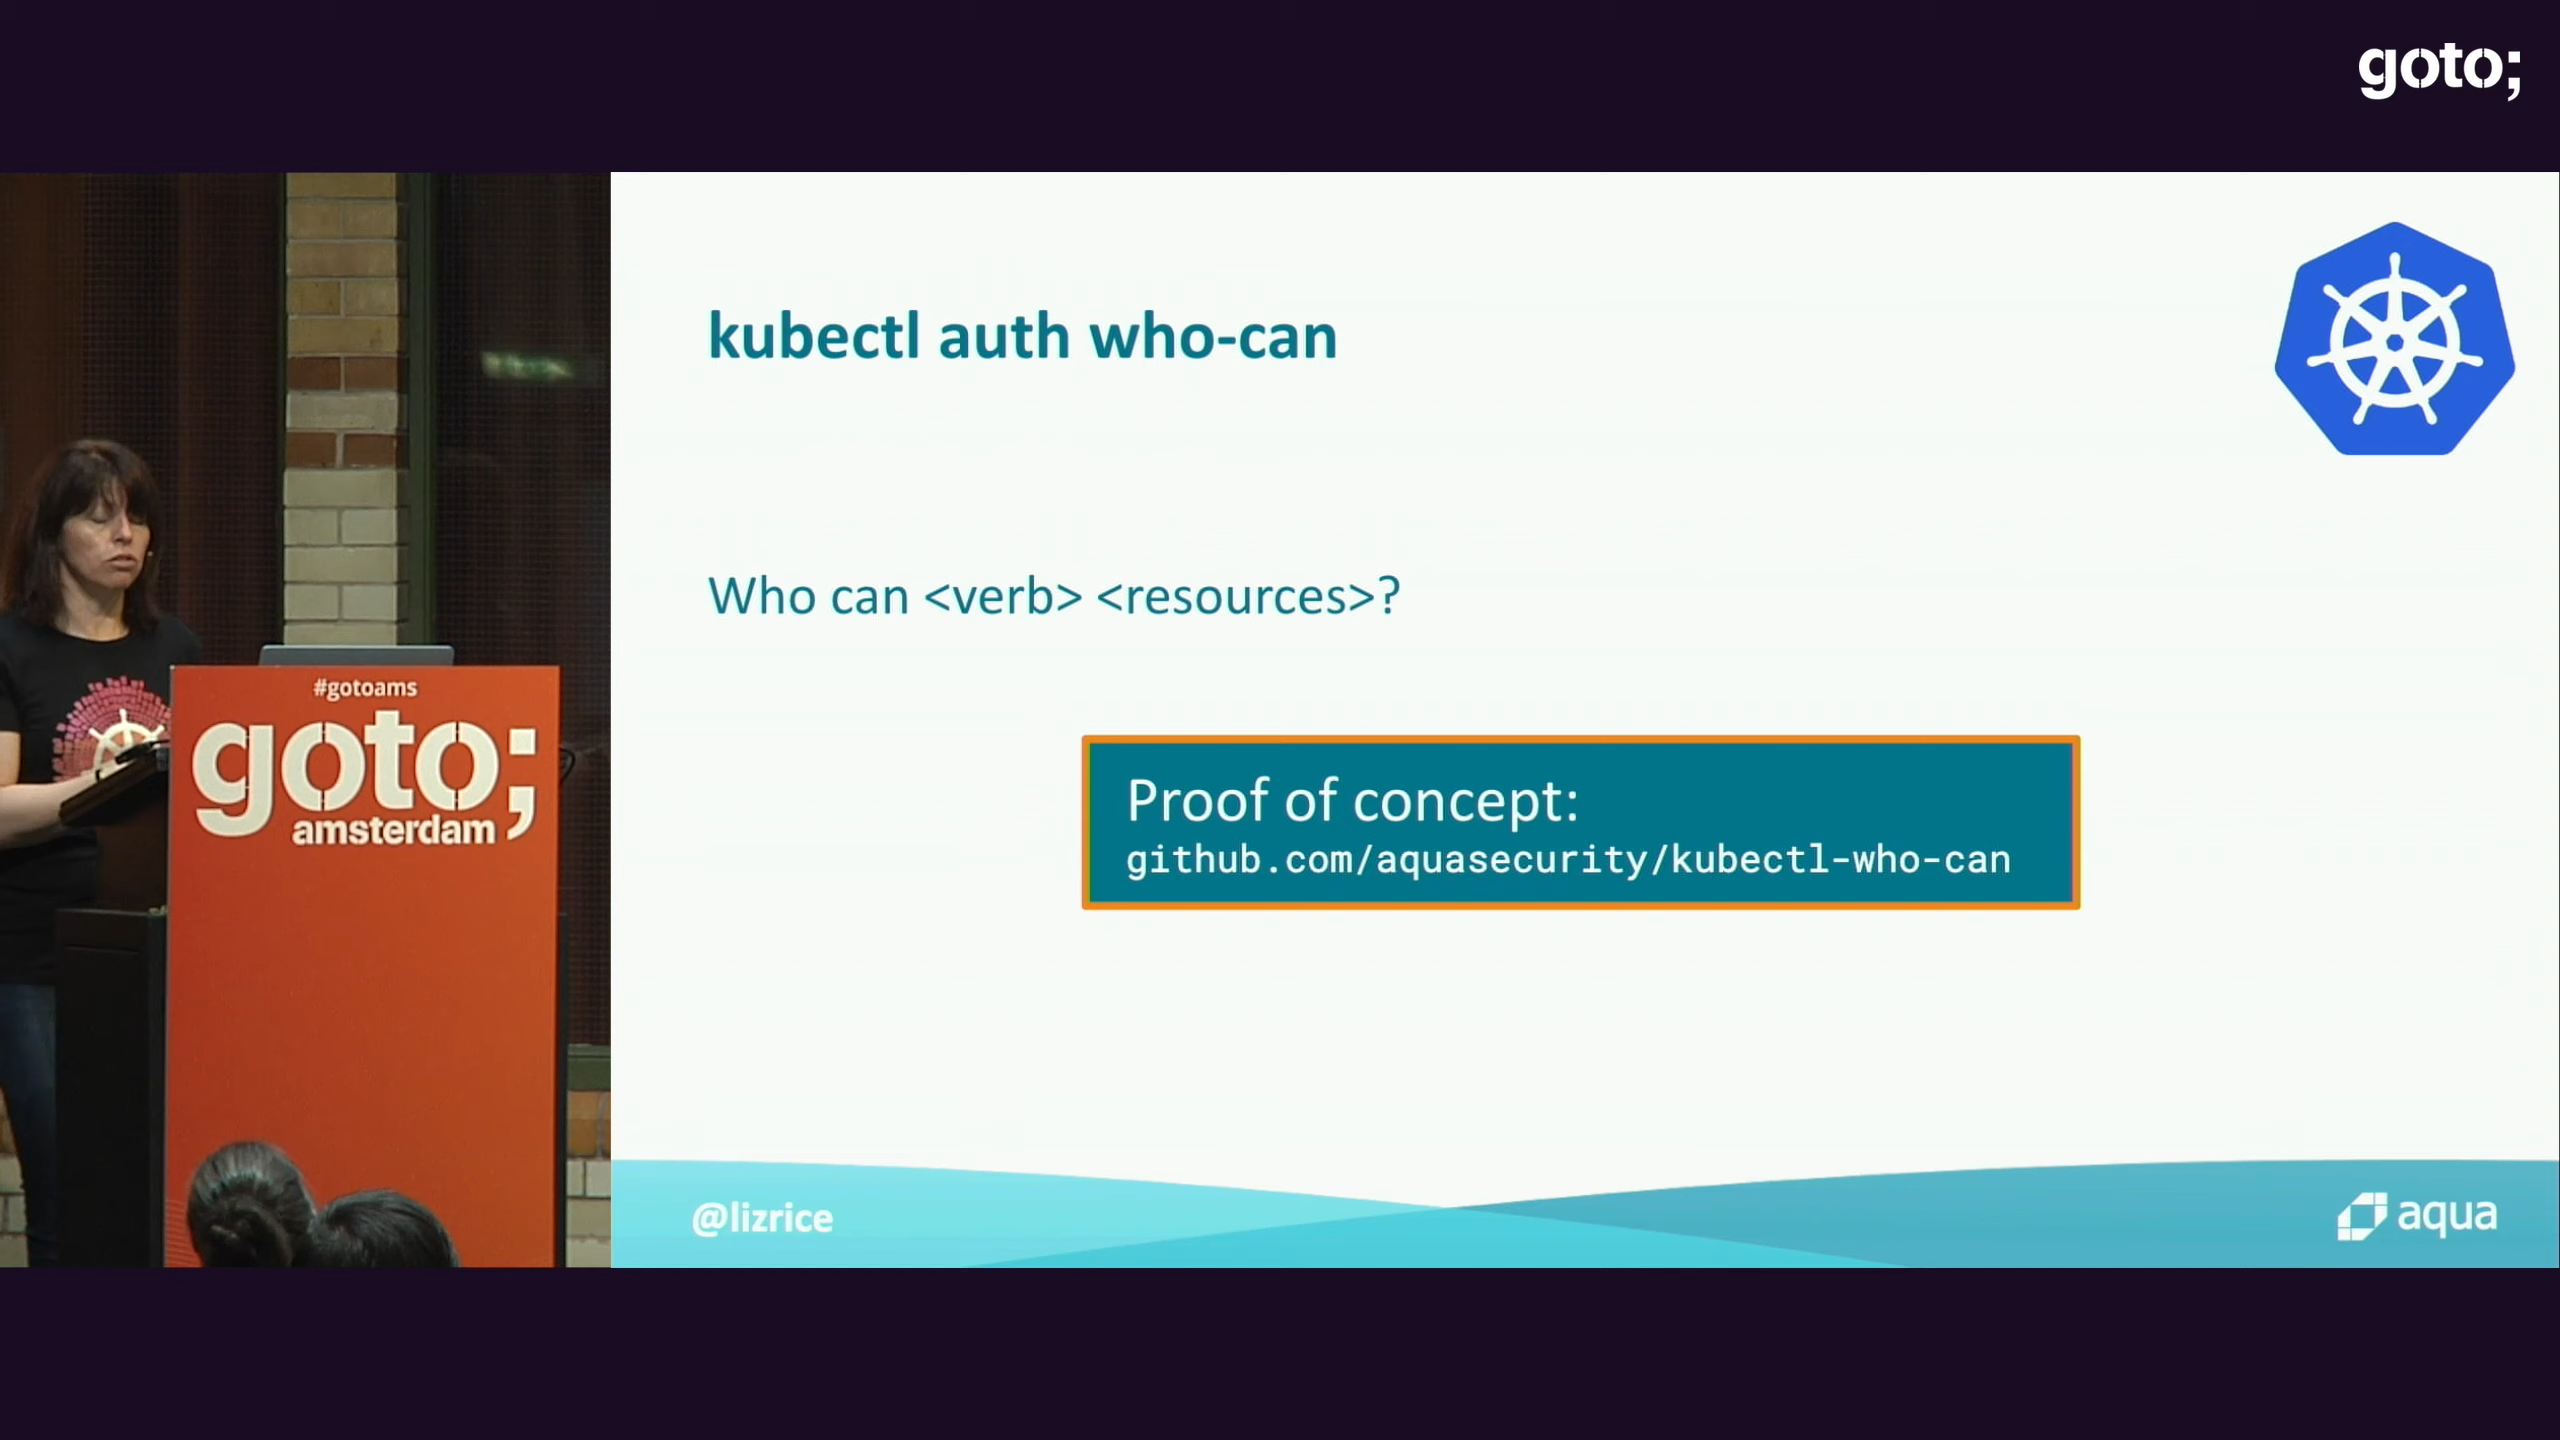 goto;
kubectl auth who-can
Who can <verb> <resources>?
#gotoams
goto;
amsterdam
Proof of concept:
github.com/aquasecurity/kubectl-who-can
@lizrice
aqua